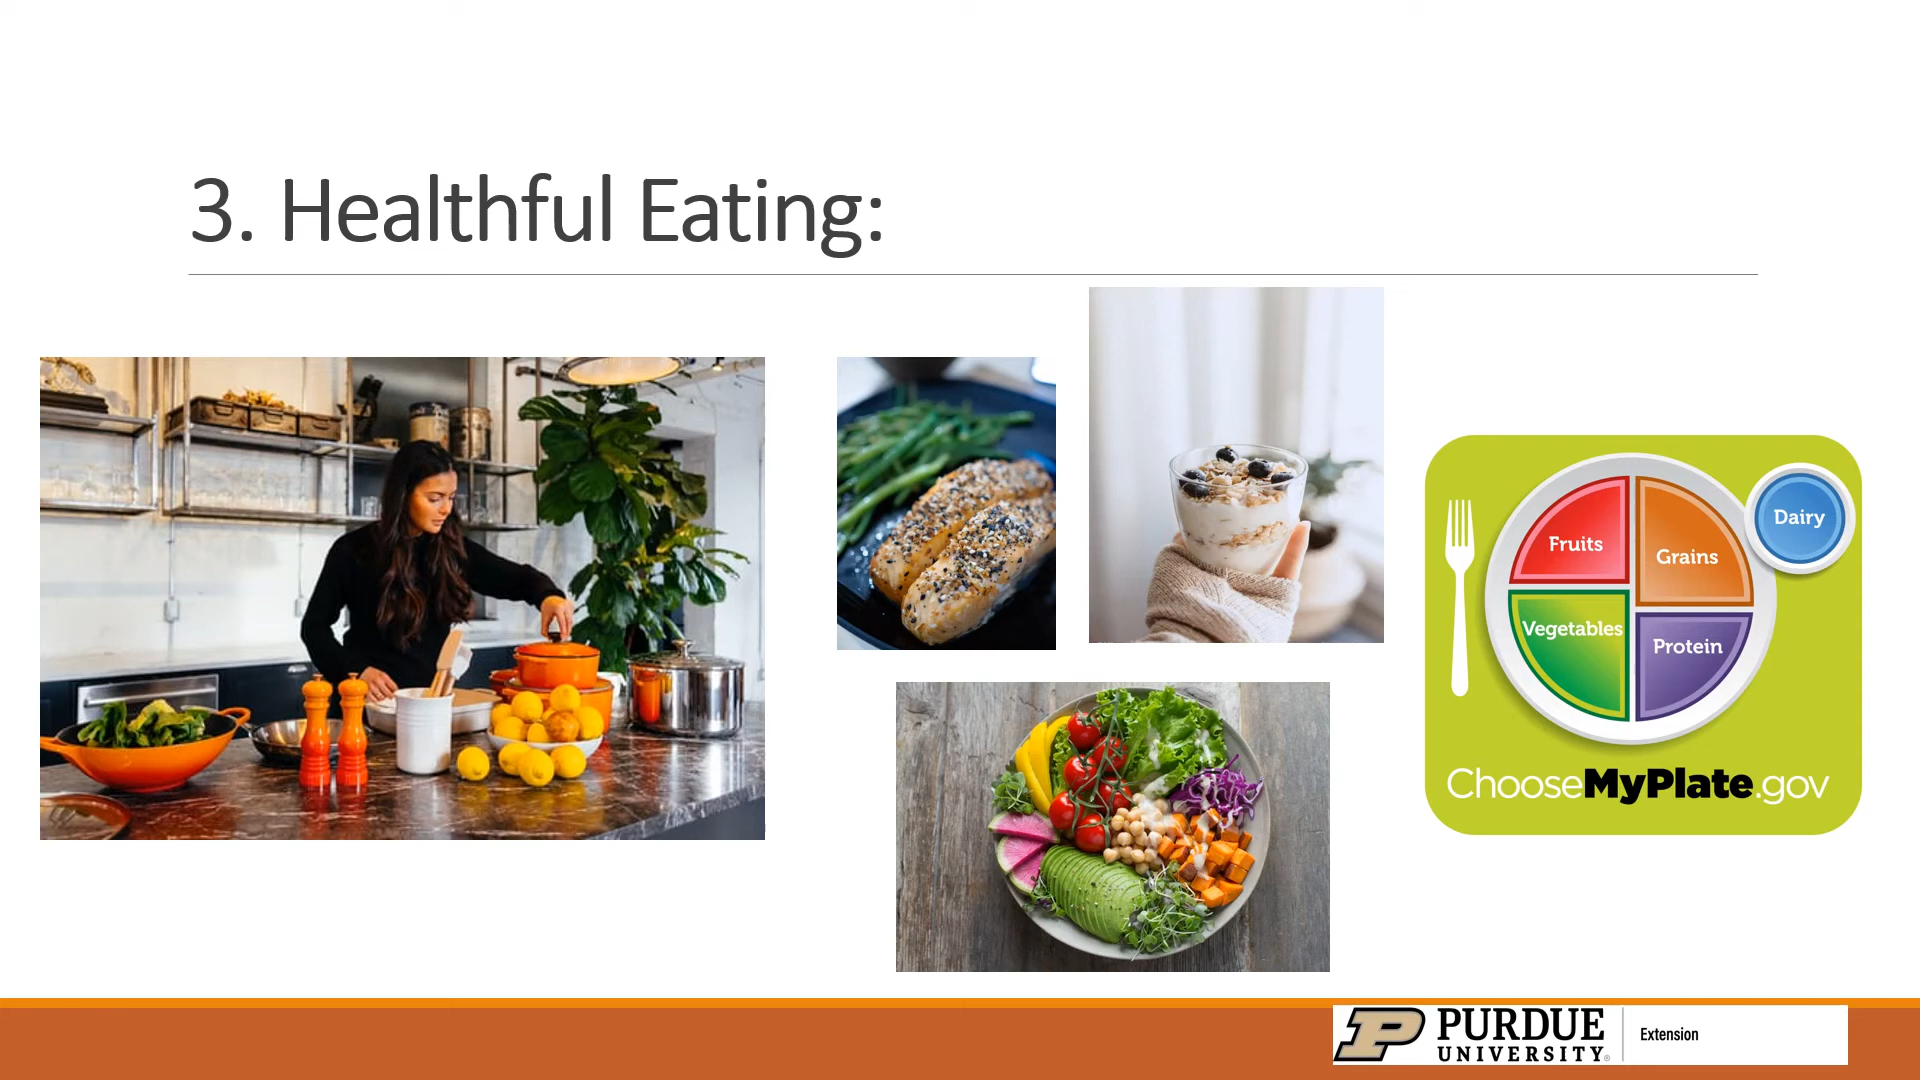 3. Healthful Eating:
Fruits
Grains
Dairy
Vegetables
Protein
ChooseMyPlate.gov
PURDUE
UNIVERSITY®
Extension